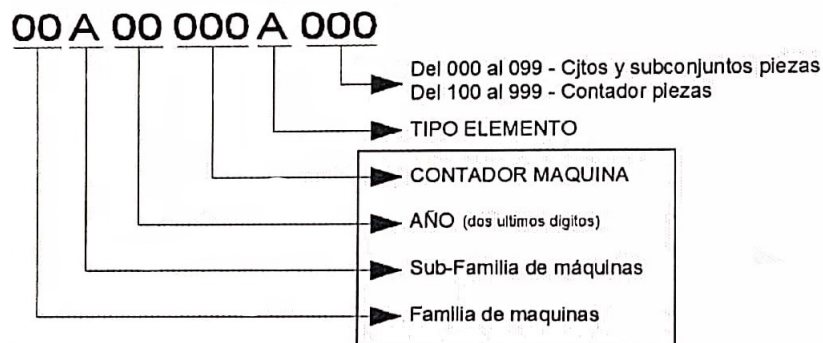 00 A 00 000 A 000
Del 000 al 099 - Cjtos y subconjuntos piezas
Del 100 al 999 - Contador piezas
TIPO ELEMENTO
CONTADOR MAQUINA
AÑO (dos ultimos digitos)
Sub-Familia de máquinas
Familia de maquinas